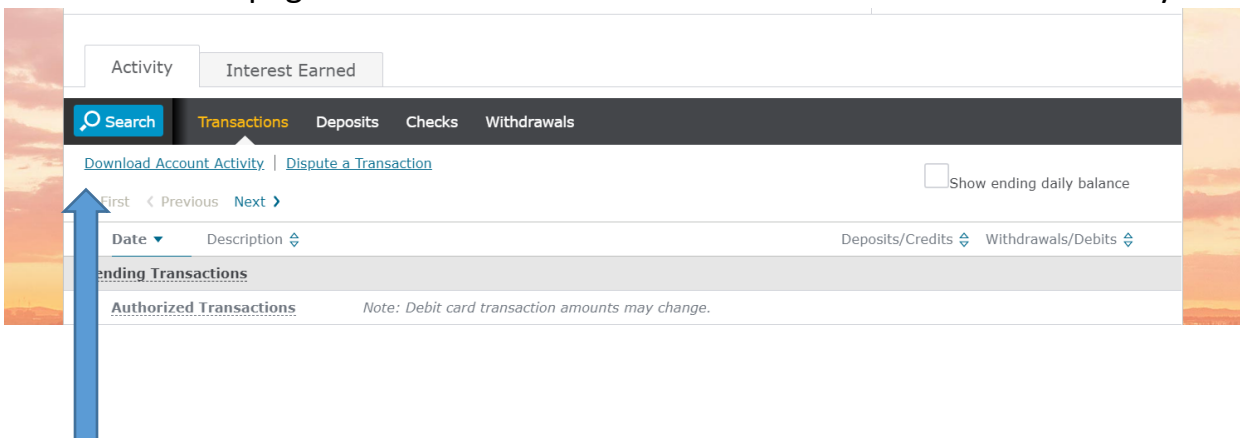 Activity Interest Earned
Search Transactions Deposits Checks Withdrawals
Download Account Activity | Dispute a Transaction
Show ending daily balance
First Previous Next
Date Description Deposits/Credits Withdrawals/Debits
ending Transactions
Authorized Transactions Note: Debit card transaction amounts may change.